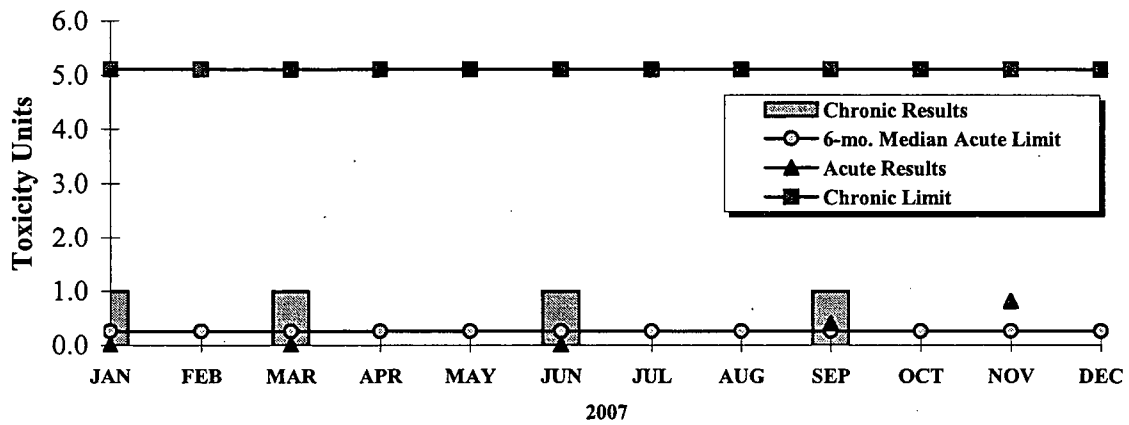 6.0
5.0
4.0
3.0
2.0
1.0
0.0
Toxicity Units
Chronic Results
6-mo. Median Acute Limit
Acute Results
Chronic Limit
JAN FEB MAR APR MAY JUN JUL AUG SEP OCT NOV DEC
2007